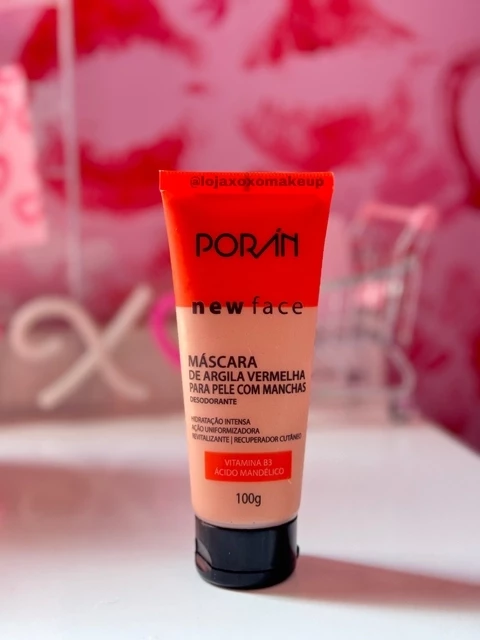 @lojaxoxomakeup
PORÁN
new face
MÁSCARA
DE ARGILA VERMELHA
PARA PELE COM MANCHAS
DESODORANTE
HIDRATAÇÃO INTENSA
AÇÃO UNIFORMIZADORA
REVITALIZANTE | RECUPERADOR CUTÂNEO
VITAMINA B3
ÁCIDO MANDÉLICO
100g